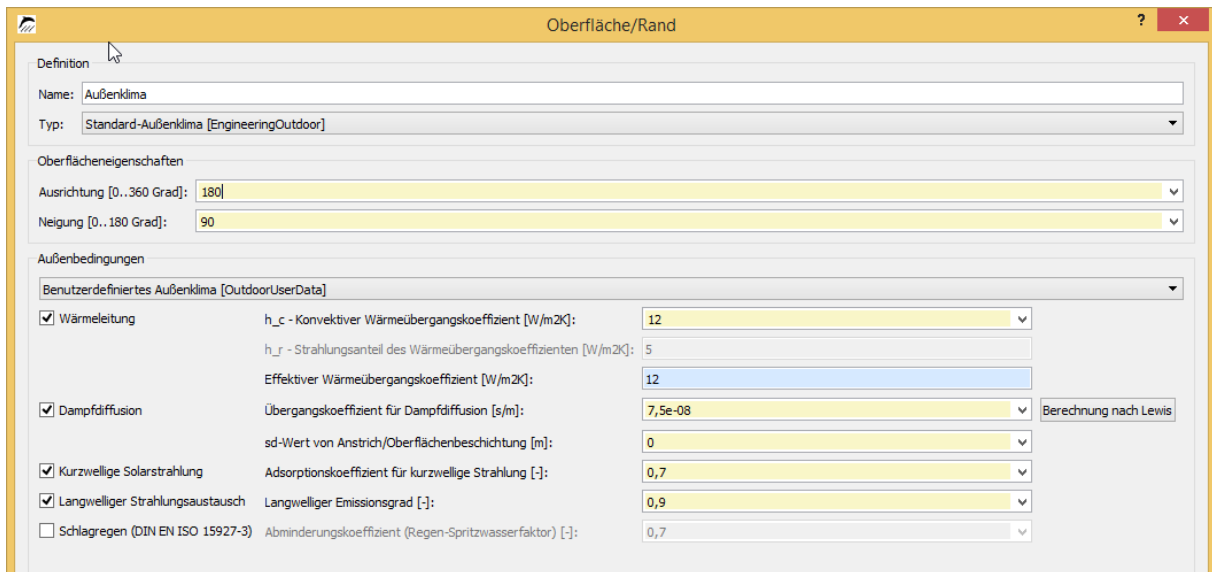 Oberfläche/Rand
? ×
Definition
Name: Außenklima
Typ: Standard-Außenklima [EngineeringOutdoor]
Oberflächeneigenschaften
Ausrichtung [0..360 Grad]: 180
Neigung [0..180 Grad]: 90
Außenbedingungen
Benutzerdefiniertes Außenklima [OutdoorUserData]
Wärmeleitung h_c - Konvektiver Wärmeübergangskoeffizient [W/m2K]: 12
h_r - Strahlungsanteil des Wärmeübergangskoeffizienten [W/m2K]: 5
Effektiver Wärmeübergangskoeffizient [W/m2K]: 12
Dampfdiffusion Übergangskoeffizient für Dampfdiffusion [s/m]: 7,5e-08 Berechnung nach Lewis
sd-Wert von Anstrich/Oberflächenbeschichtung [m]: 0
Kurzwellige Solarstrahlung Adsorptionskoeffizient für kurzwellige Strahlung [-]: 0,7
Langwelliger Strahlungsaustausch Langwelliger Emissionsgrad [-]: 0,9
Schlagregen (DIN EN ISO 15927-3) Abminderungskoeffizient (Regen-Spritzwasserfaktor) [-]: 0,7